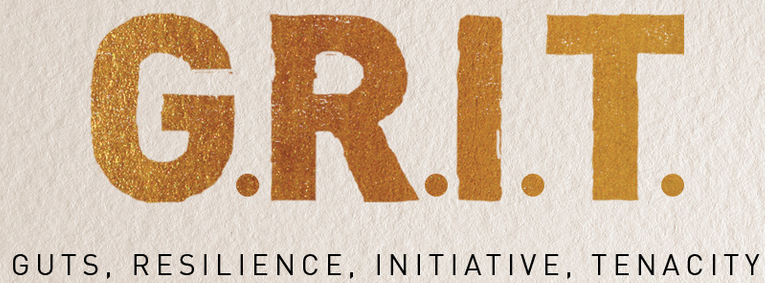 G.R.I.T.
GUTS, RESILIENCE, INITIATIVE, TENACITY